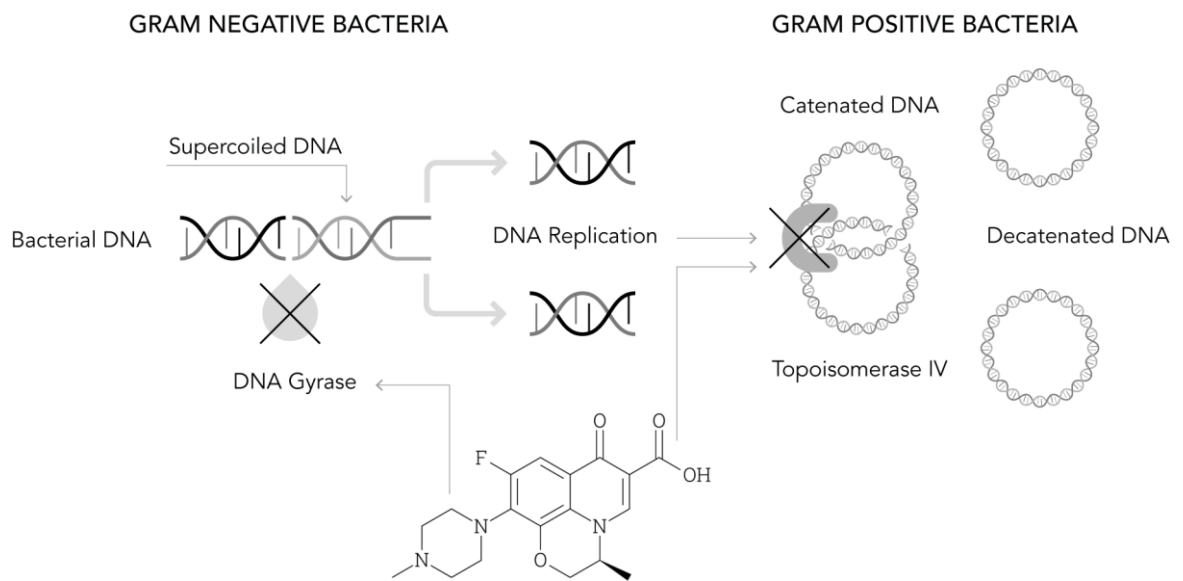 GRAM NEGATIVE BACTERIA
GRAM POSITIVE BACTERIA
Supercoiled DNA
Catenated DNA
Bacterial DNA
DNA Replication
Decatenated DNA
DNA Gyrase
Topoisomerase IV
O
O
F
OH
N
N
N
O